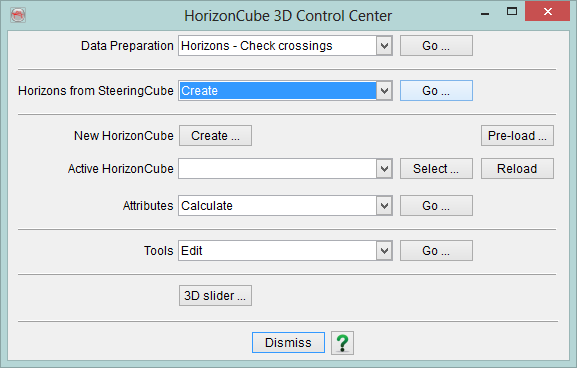 HorizonCube 3D Control Center
Data Preparation Horizons - Check crossings Go ...
Horizons from SteeringCube Create Go ...
New HorizonCube Create ... Pre-load ...
Active HorizonCube Select ... Reload
Attributes Calculate Go ...
Tools Edit Go ...
3D slider ...
Dismiss ?